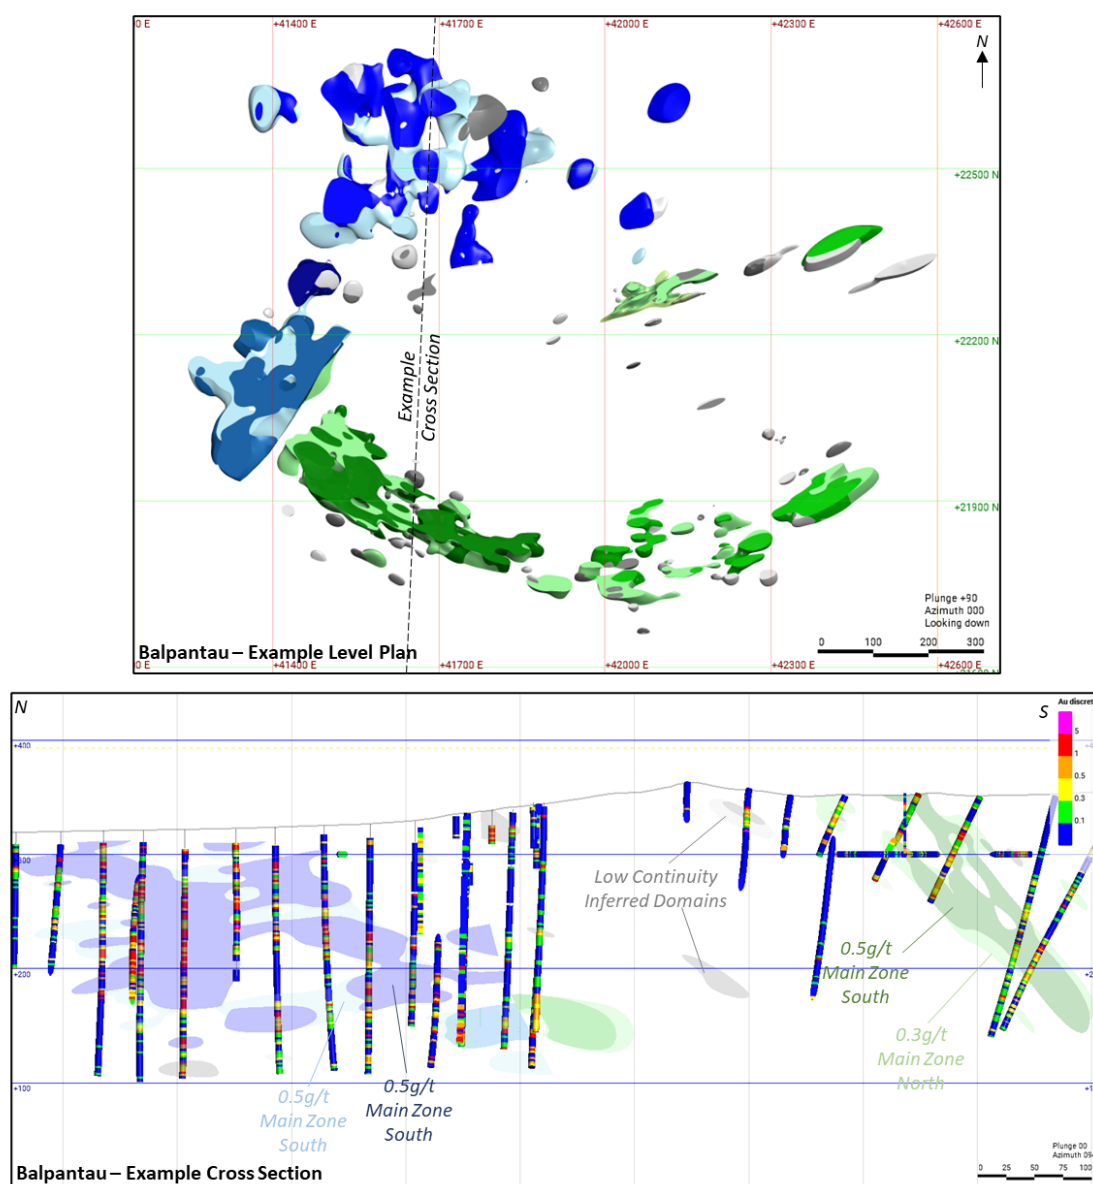 0 E +41400 E +41700 E +42000 E +42300 E +42600 E
N
+22500 N
+22200 N
Example
Cross Section
+21900 N
Plunge +90
Azimuth 000
Looking down
0 100 200 300
Balpantau – Example Level Plan
0 E +41400 E +41700 E +42000 E +42300 E +42600 E
N S
Au discret
5
1
0.5
0.3
0.1
+400
+300
Low Continuity
Inferred Domains
+200
0.5g/t
Main Zone
South
0.3g/t
Main Zone
North
+100
0.5g/t
Main Zone
South
0.5g/t
Main Zone
South
Plunge 00
Azimuth 09
0 25 50 75 100
Balpantau – Example Cross Section